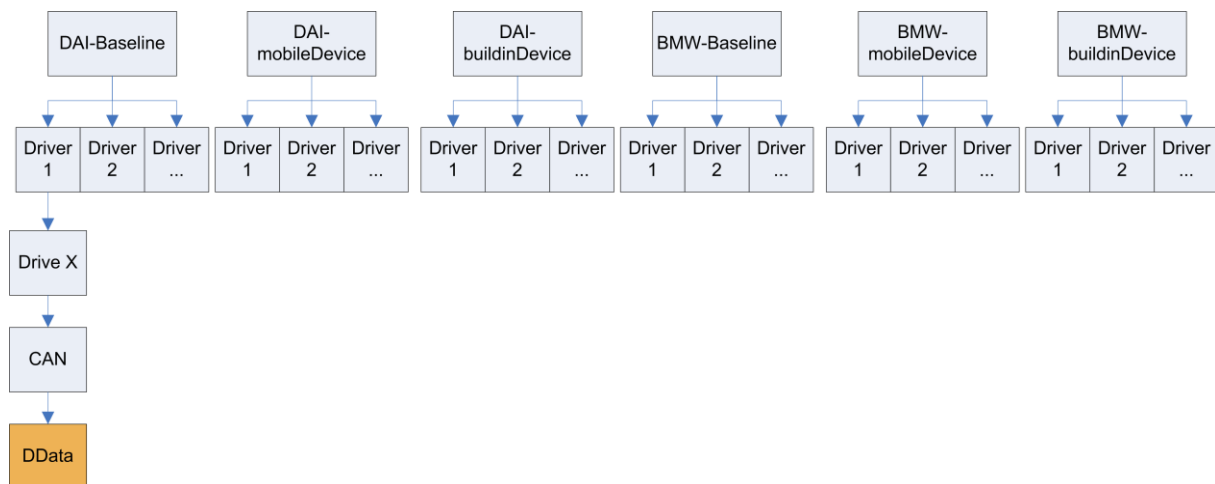 DAI-Baseline
DAI-
mobileDevice
DAI-
buildinDevice
BMW-Baseline
BMW-
mobileDevice
BMW-
buildinDevice
Driver
1
Driver
2
Driver
...
Driver
1
Driver
2
Driver
...
Driver
1
Driver
2
Driver
...
Driver
1
Driver
2
Driver
...
Driver
1
Driver
2
Driver
...
Driver
1
Driver
2
Driver
...
Drive X
CAN
DData